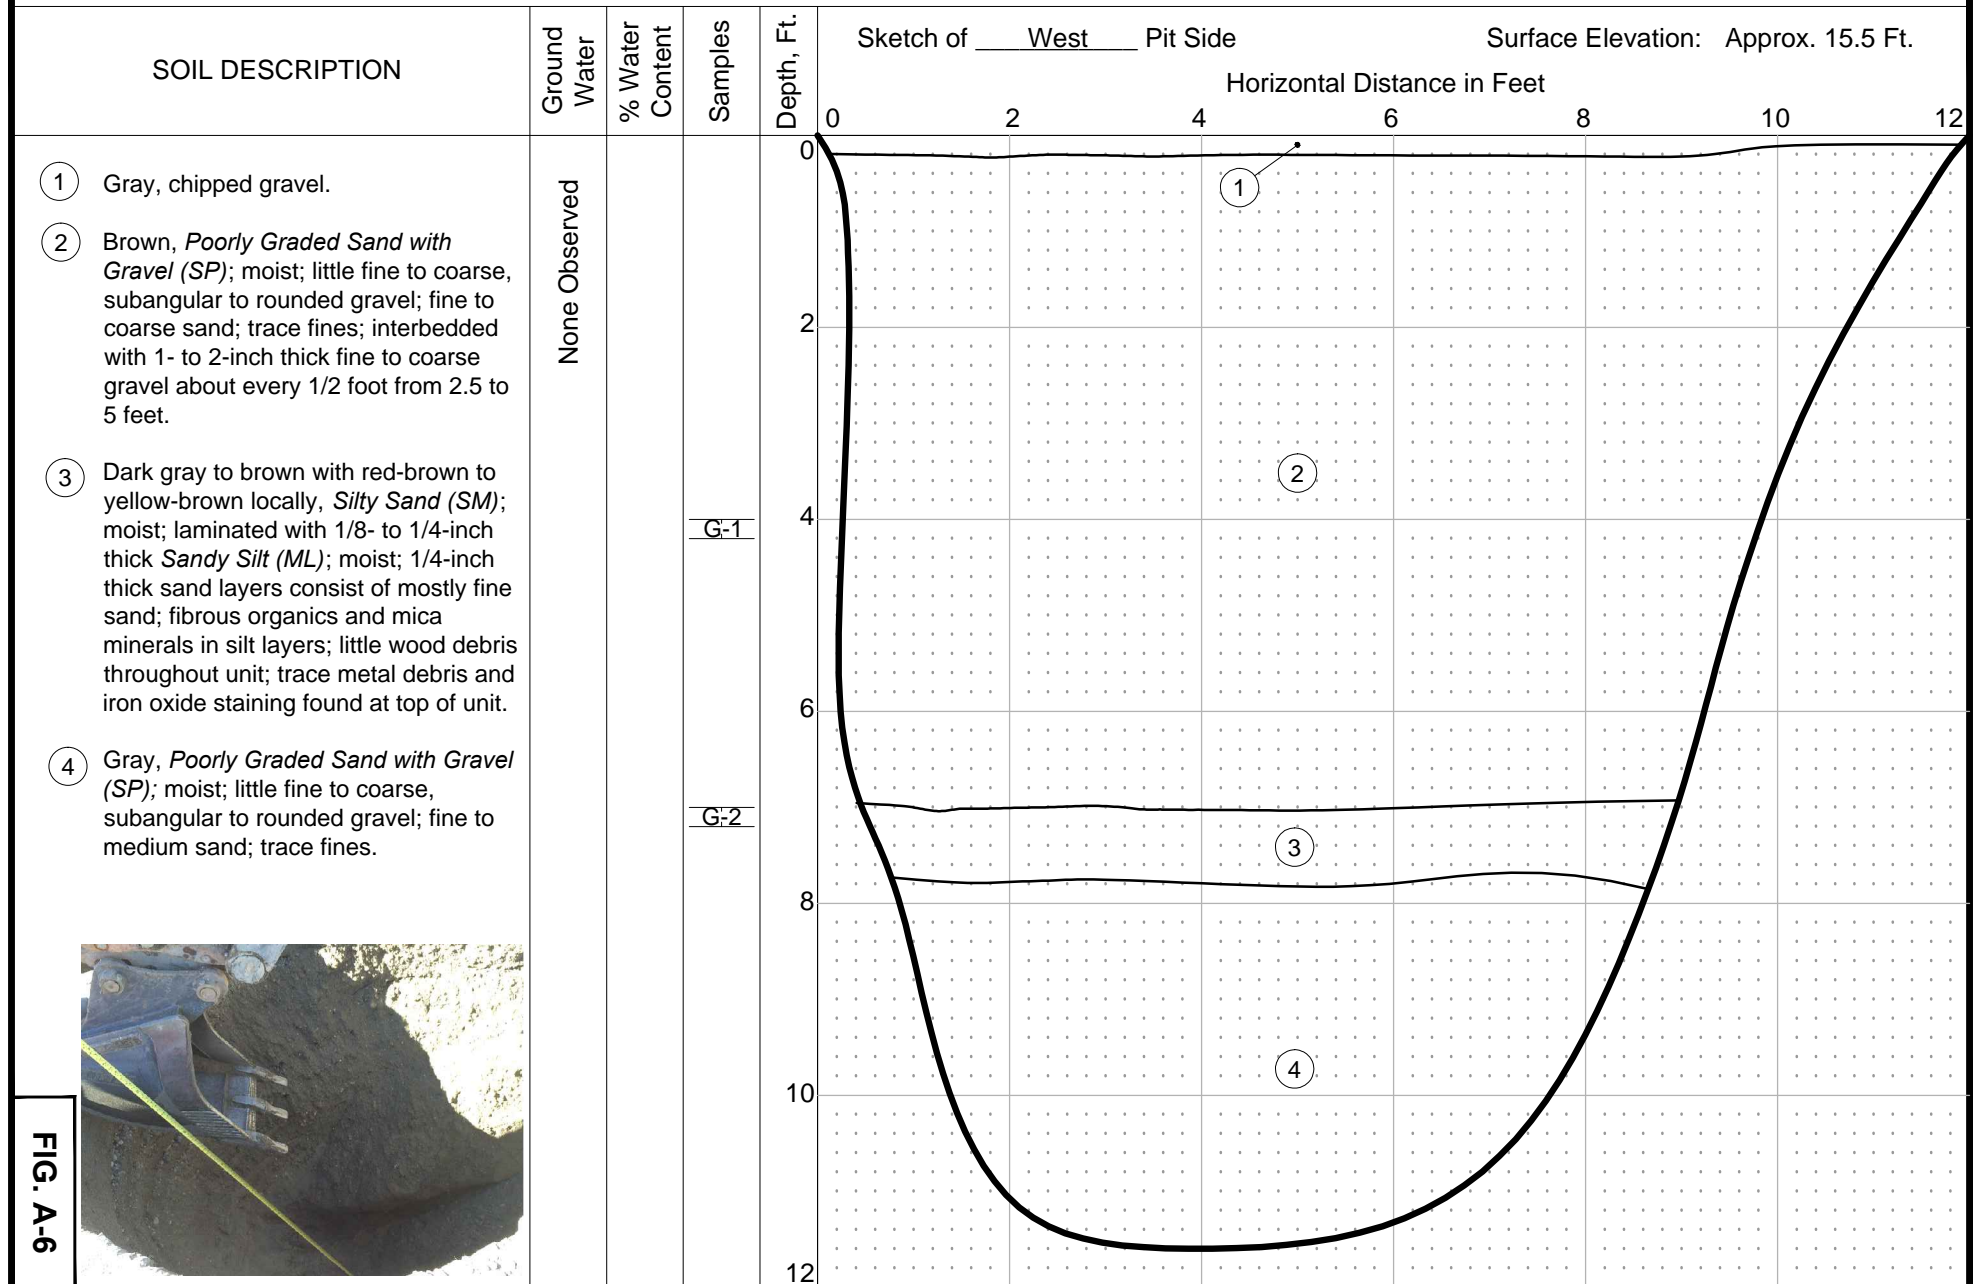 SOIL DESCRIPTION
Ground
Water
% Water
Content
Samples
Depth, Ft.
Sketch of ____West____ Pit Side
Surface Elevation: Approx. 15.5 Ft.
Horizontal Distance in Feet
0 2 4 6 8 10 12
1 Gray, chipped gravel.
2 Brown, Poorly Graded Sand with
Gravel (SP); moist; little fine to coarse,
subangular to rounded gravel; fine to
coarse sand; trace fines; interbedded
with 1- to 2-inch thick fine to coarse
gravel about every 1/2 foot from 2.5 to
5 feet.
3 Dark gray to brown with red-brown to
yellow-brown locally, Silty Sand (SM);
moist; laminated with 1/8- to 1/4-inch
thick Sandy Silt (ML); moist; 1/4-inch
thick sand layers consist of mostly fine
sand; fibrous organics and mica
minerals in silt layers; little wood debris
throughout unit; trace metal debris and
iron oxide staining found at top of unit.
4 Gray, Poorly Graded Sand with Gravel
(SP); moist; little fine to coarse,
subangular to rounded gravel; fine to
medium sand; trace fines.
None Observed
G-1
G-2
0
2
4
6
8
10
12
1
2
3
4
FIG. A-6